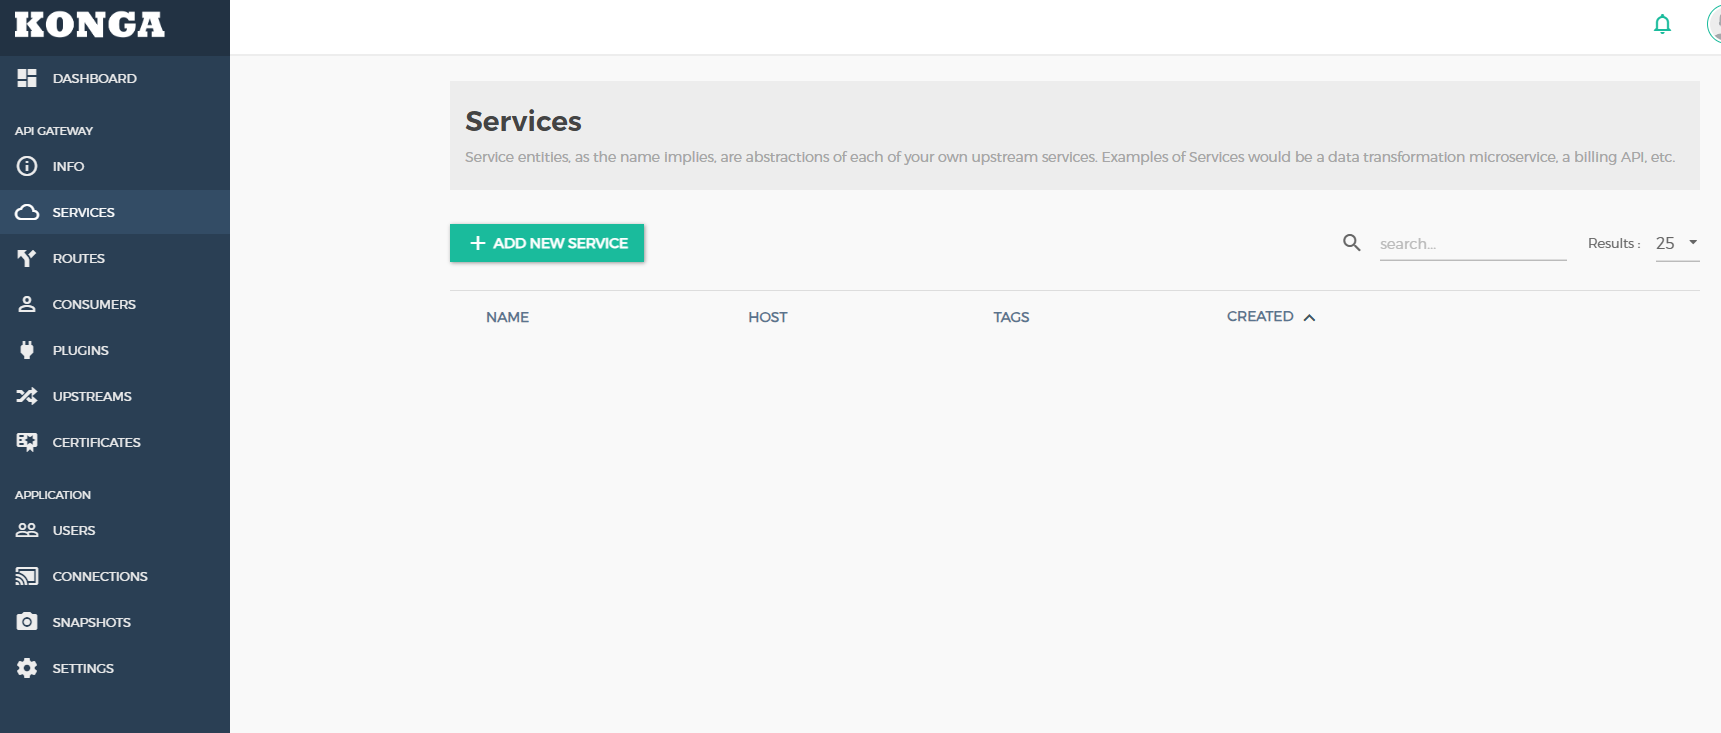 KONGA
DASHBOARD
API GATEWAY
INFO
SERVICES
ROUTES
CONSUMERS
PLUGINS
UPSTREAMS
CERTIFICATES
APPLICATION
USERS
CONNECTIONS
SNAPSHOTS
SETTINGS
Services
Service entities, as the name implies, are abstractions of each of your own upstream services. Examples of Services would be a data transformation microservice, a billing API, etc.
+ ADD NEW SERVICE
search... Results : 25
NAME HOST TAGS CREATED